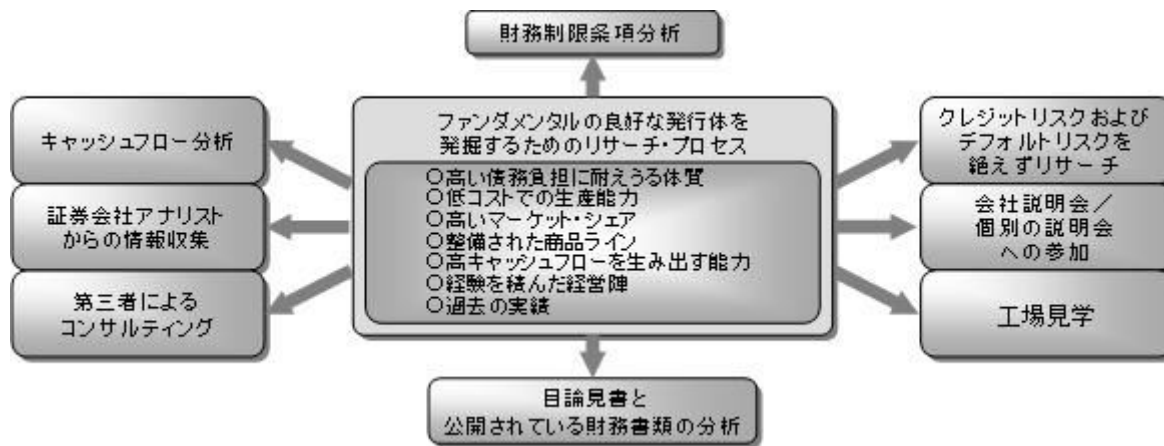 財務制限条項分析
キャッシュフロー分析
証券会社アナリスト
からの情報収集
第三者による
コンサルティング
ファンダメンタルの良好な発行体を
発掘するためのリサーチ・プロセス
○高い債務負担に耐えうる体質
○低コストでの生産能力
○高いマーケット・シェア
○整備された商品ライン
○高キャッシュフローを生み出す能力
○経験を積んだ経営陣
○過去の実績
クレジットリスクおよび
デフォルトリスクを
絶えずリサーチ
会社説明会／
個別の説明会
への参加
工場見学
目論見書と
公開されている財務書類の分析